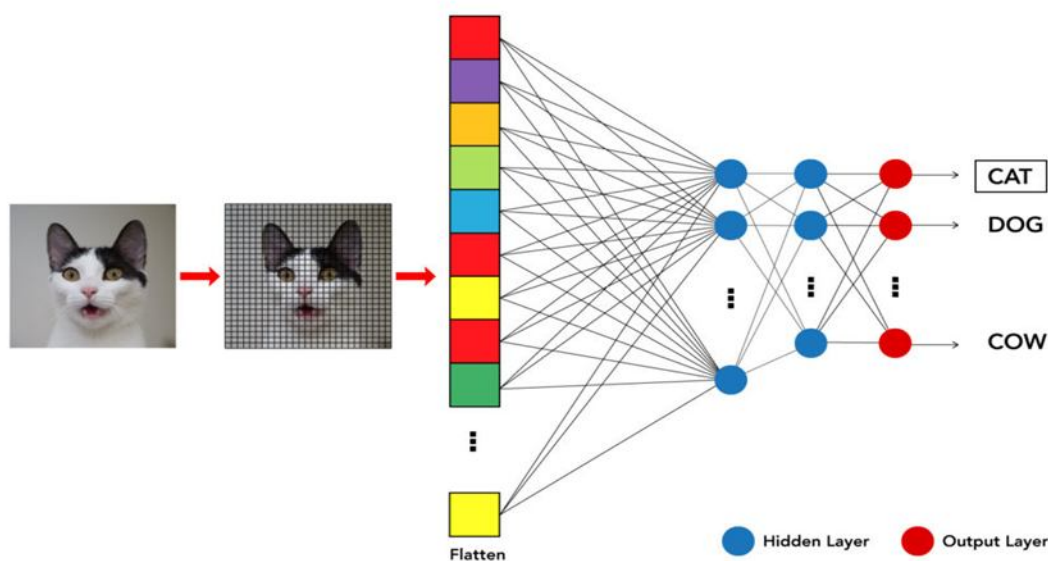 CAT
DOG
COW
Flatten
Hidden Layer
Output Layer